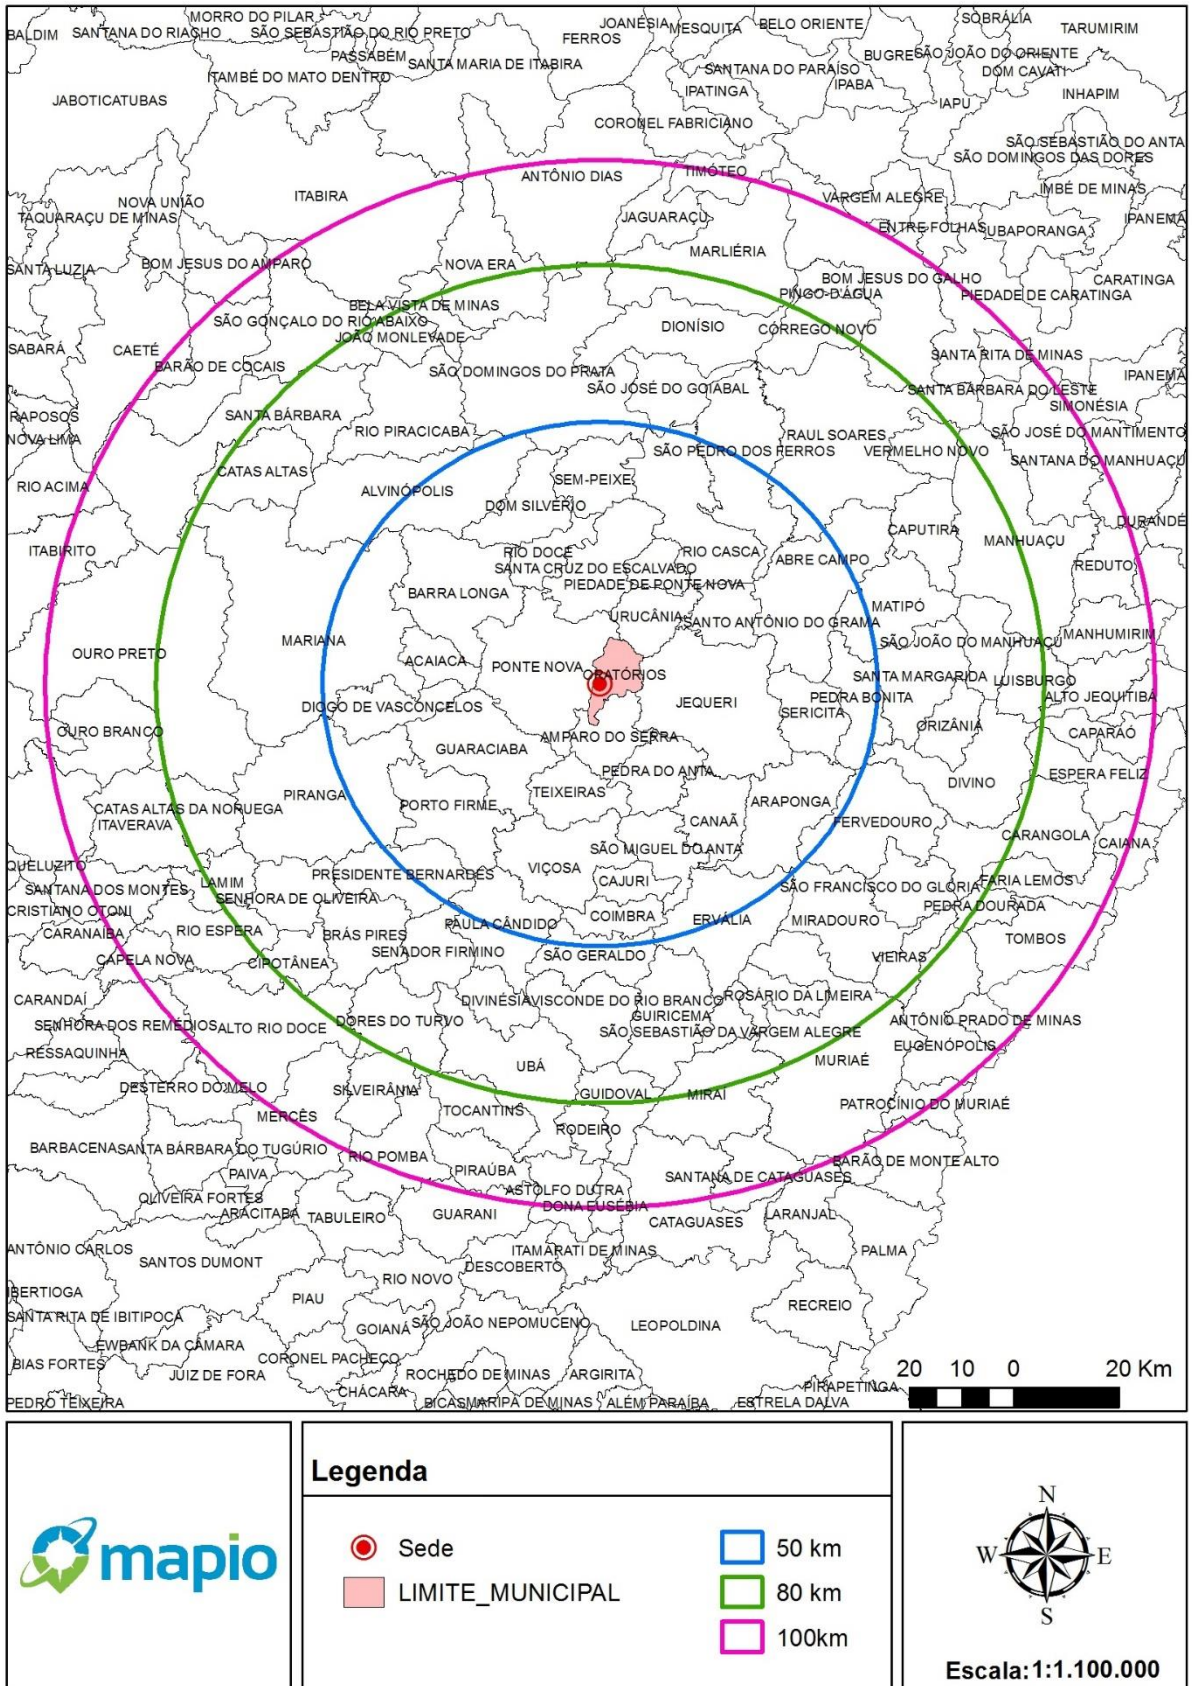 MORRO DO PILAR
JOANÉSIA
MESQUITA
BELO ORIENTE
SOBRÁLIA
TARUMIRIM
BALDIM
SANTANA DO RIACHO
SÃO SEBASTIÃO DO RIO PRETO
FERROS
PASSABÉM
SANTA MARIA DE ITABIRA
BUGRE
SÃO JOÃO DO ORIENTE
ITAMBÉ DO MATO DENTRO
SANTANA DO PARAÍSO
DOM CAVATI
IPATINGA
IPABA
JABOTICATUBAS
IAPU
INHAPIM
CORONEL FABRICIANO
SÃO SEBASTIÃO DO ANTA
SÃO DOMINGOS DAS DORES
ANTÔNIO DIAS
TIMÓTEO
ITABIRA
VARGEM ALEGRE
IMBÉ DE MINAS
NOVA UNIÃO
TAQUARAÇU DE MINAS
JAGUARAÇU
ENTRE FOLHAS
UBAPORANGA
IPANEMA
MARLIÉRIA
SANTA LUZIA
BOM JESUS DO AMPARO
NOVA ERA
BOM JESUS DO GALHO
CARATINGA
PINGO-D'ÁGUA
PIEDADE DE CARATINGA
BELA VISTA DE MINAS
SÃO GONÇALO DO RIO ABAIXO
DIONÍSIO
CÓRREGO NOVO
JOÃO MONLEVADE
SABARÁ
CAETÉ
SANTA RITA DE MINAS
BARÃO DE COCAIS
SÃO DOMINGOS DO PRATA
IPANEMA
SÃO JOSÉ DO GOIABAL
SANTA BÁRBARA DO LESTE
SIMONÉSIA
RAPOSOS
SANTA BÁRBARA
RIO PIRACICABA
RAUL SOARES
SÃO JOSÉ DO MANTIMENTO
NOVA LIMA
SÃO PEDRO DOS FERROS
VERMELHO NOVO
SANTANA DO MANHUAÇU
CATAS ALTAS
SEM-PEIXE
RIO ACIMA
ALVINÓPOLIS
DOM SILVÉRIO
DURANDÉ
CAPUTIRA
MANHUAÇU
ITABIRITO
RIO DOCE
RIO CASCA
ABRE CAMPO
REDUTO
SANTA CRUZ DO ESCALVADO
PIEDADE DE PONTE NOVA
BARRA LONGA
MATIPÓ
URUCÂNIA
SANTO ANTÔNIO DO GRAMA
MARIANA
SÃO JOÃO DO MANHUAÇU
MANHUMIRIM
OURO PRETO
ACAIACA
PONTE NOVA
ORATÓRIOS
SANTA MARGARIDA
LUISBURGO
DIOGO DE VASCONCELOS
JEQUERI
PEDRA BONITA
ALTO JEQUITIBÁ
SERICITA
OURO BRANCO
AMPARO DO SERRA
ORIZÂNIA
CAPARAÓ
GUARACIABA
PEDRA DO ANTA
ESPERA FELIZ
DIVINO
PIRANGA
TEIXEIRAS
ARAPONGA
CATAS ALTAS DA NORUEGA
PORTO FIRME
ITAVERAVA
CANAÃ
FERVEDOURO
CARANGOLA
CAIANA
SÃO MIGUEL DO ANTA
QUELUZITO
VIÇOSA
PRESIDENTE BERNARDES
SANTANA DOS MONTES
LAMIM
CAJURI
SÃO FRANCISCO DO GLÓRIA
FARIA LEMOS
SENHORA DE OLIVEIRA
CRISTIANO OTONI
COIMBRA
ERVÁLIA
MIRADOURO
PEDRA DOURADA
CARANAÍBA
RIO ESPERA
BRÁS PIRES
PAULA CÂNDIDO
TOMBOS
CAPELA NOVA
CIPOTÂNEA
SENADOR FIRMINO
SÃO GERALDO
VIEIRAS
CARANDAÍ
DIVINÉSIA
VISCONDE DO RIO BRANCO
ROSÁRIO DA LIMEIRA
GUIRICEMA
SENHORA DOS REMÉDIOS
ALTO RIO DOCE
DORES DO TURVO
SÃO SEBASTIÃO DA VARGEM ALEGRE
ANTÔNIO PRADO DE MINAS
RESSAQUINHA
EUGENÓPOLIS
UBÁ
MURIAÉ
DESTERRO DO MELO
SILVEIRÂNIA
GUIDOVAL
MIRAÍ
MERCÊS
TOCANTINS
PATROCÍNIO DO MURIAÉ
RODEIRO
BARBACENA
SANTA BÁRBARA DO TUGÚRIO
RIO POMBA
PIRAÚBA
BARÃO DE MONTE ALTO
PAIVA
SANTANA DE CATAGUASES
OLIVEIRA FORTES
ASTOLFO DUTRA
ARACITABA
TABULEIRO
GUARANI
DONA EUSÉBIA
CATAGUASES
LARANJAL
ANTÔNIO CARLOS
SANTOS DUMONT
ITAMARATI DE MINAS
PALMA
DESCOBERTO
RIO NOVO
IBERTIOGA
PIAU
RECREIO
SANTA RITA DE IBITIPOCA
GOIANÁ
SÃO JOÃO NEPOMUCENO
LEOPOLDINA
EWBANK DA CÂMARA
BIAS FORTES
CORONEL PACHECO
JUIZ DE FORA
ROCHEDO DE MINAS
ARGIRITA
20 10 0 20 Km
CHÁCARA
PIRAPETINGA
PEDRO TEIXEIRA
BICAS
MARIPÁ DE MINAS
ALÉM PARAÍBA
ESTRELA DALVA
mapio
Legenda
Sede
LIMITE_MUNICIPAL
50 km
80 km
100km
N
W
E
S
Escala:1:1.100.000